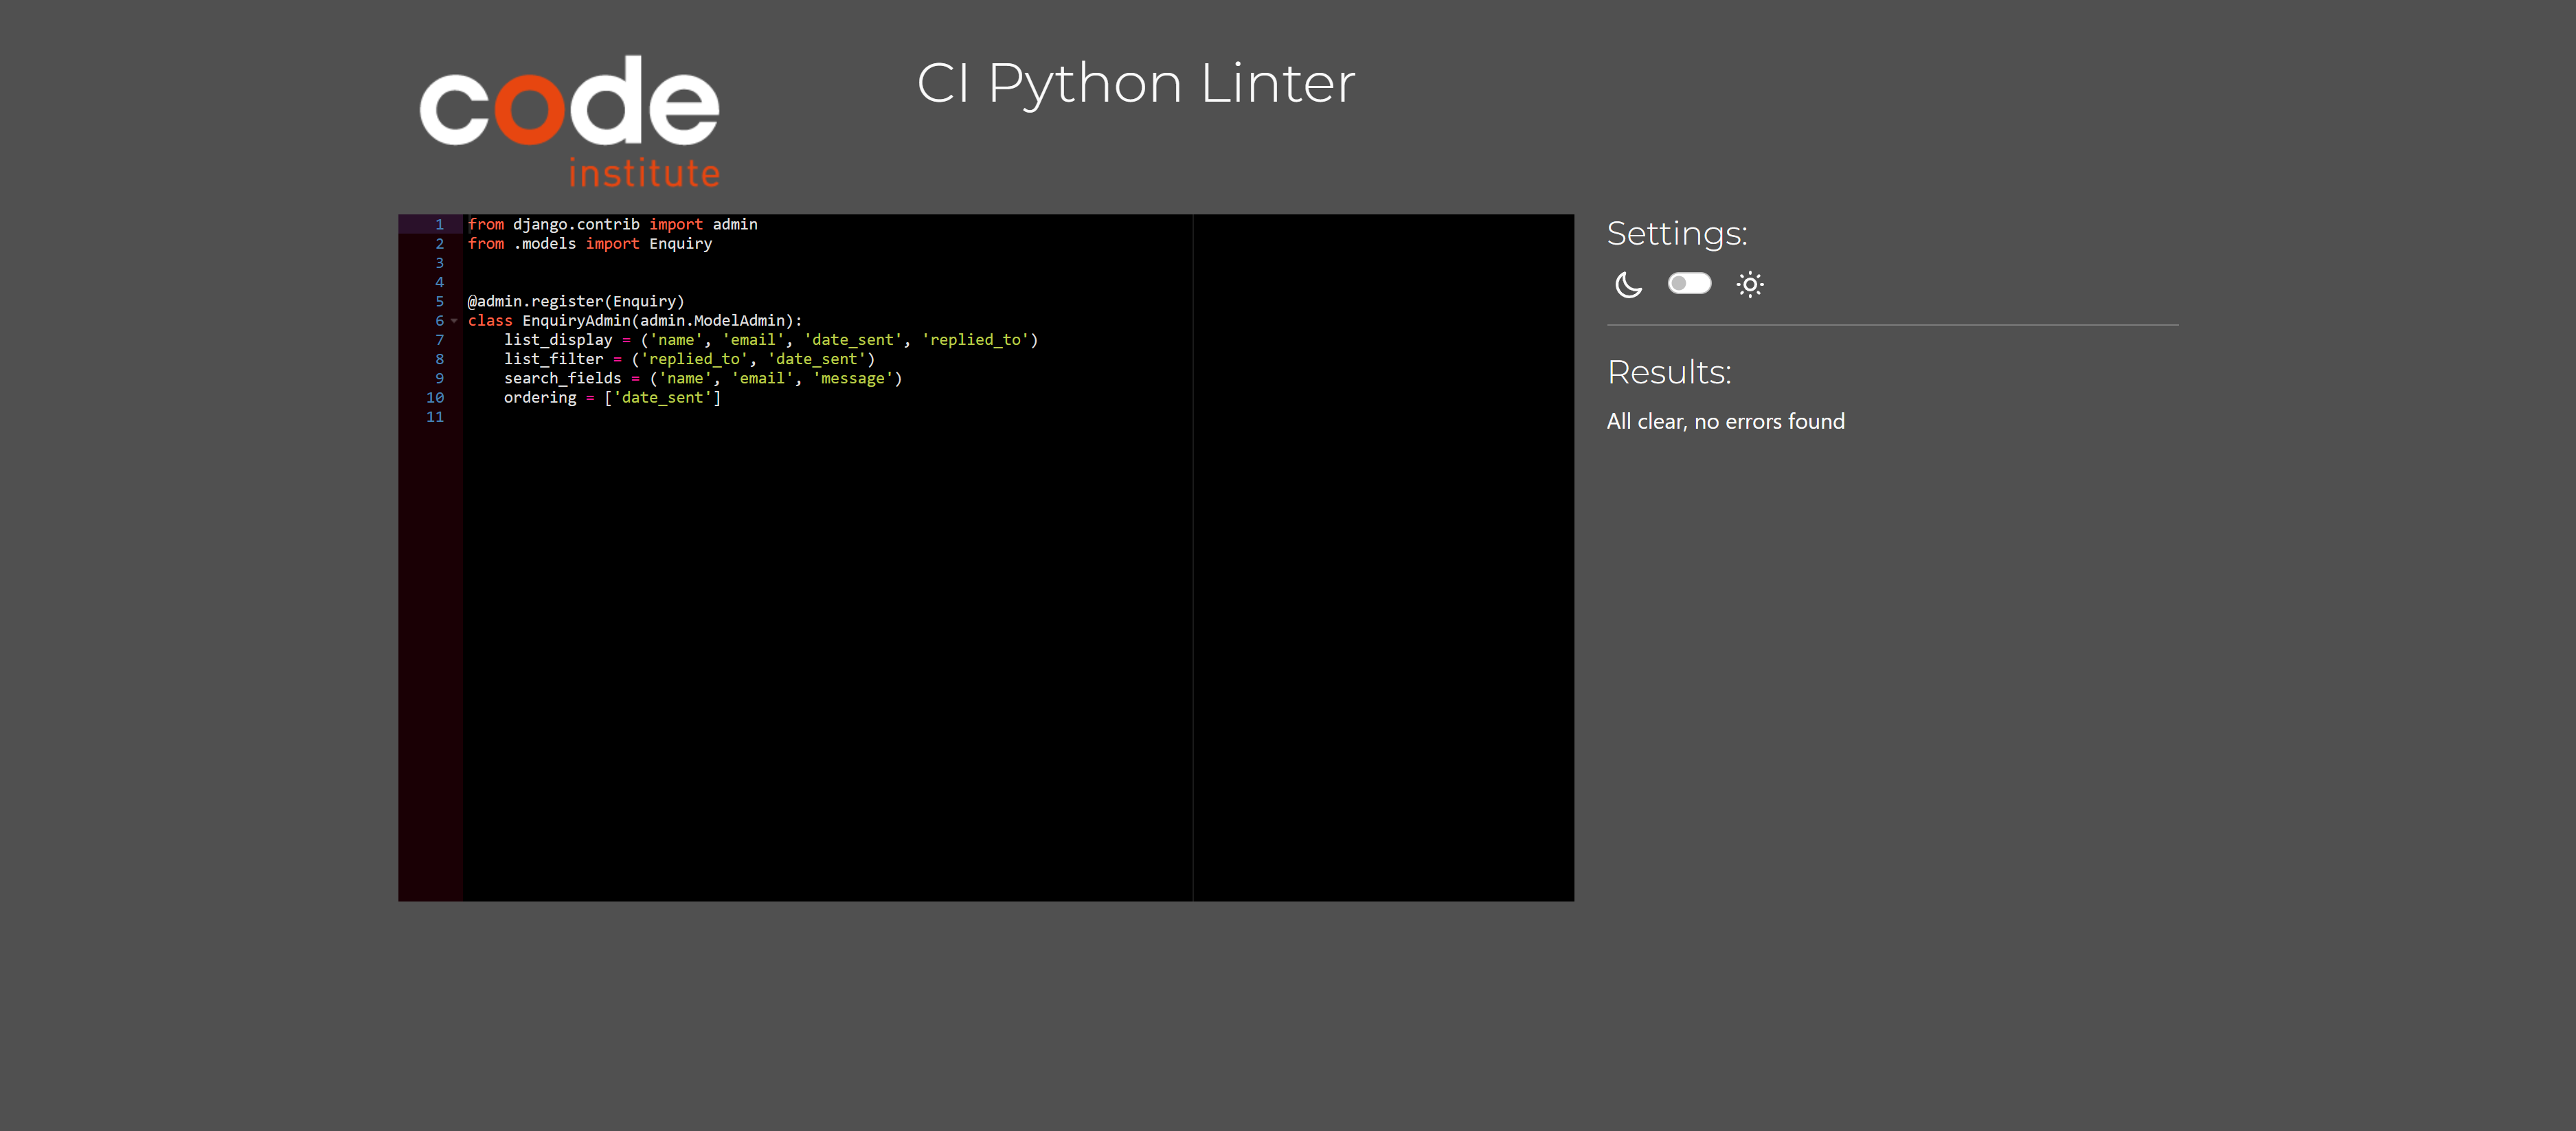 code
institute
CI Python Linter
1 from django.contrib import admin
2 from .models import Enquiry
3
4
5 @admin.register(Enquiry)
6 class EnquiryAdmin(admin.ModelAdmin):
7     list_display = ('name', 'email', 'date_sent', 'replied_to')
8     list_filter = ('replied_to', 'date_sent')
9     search_fields = ('name', 'email', 'message')
10     ordering = ['date_sent']
11
Settings:
Results:
All clear, no errors found